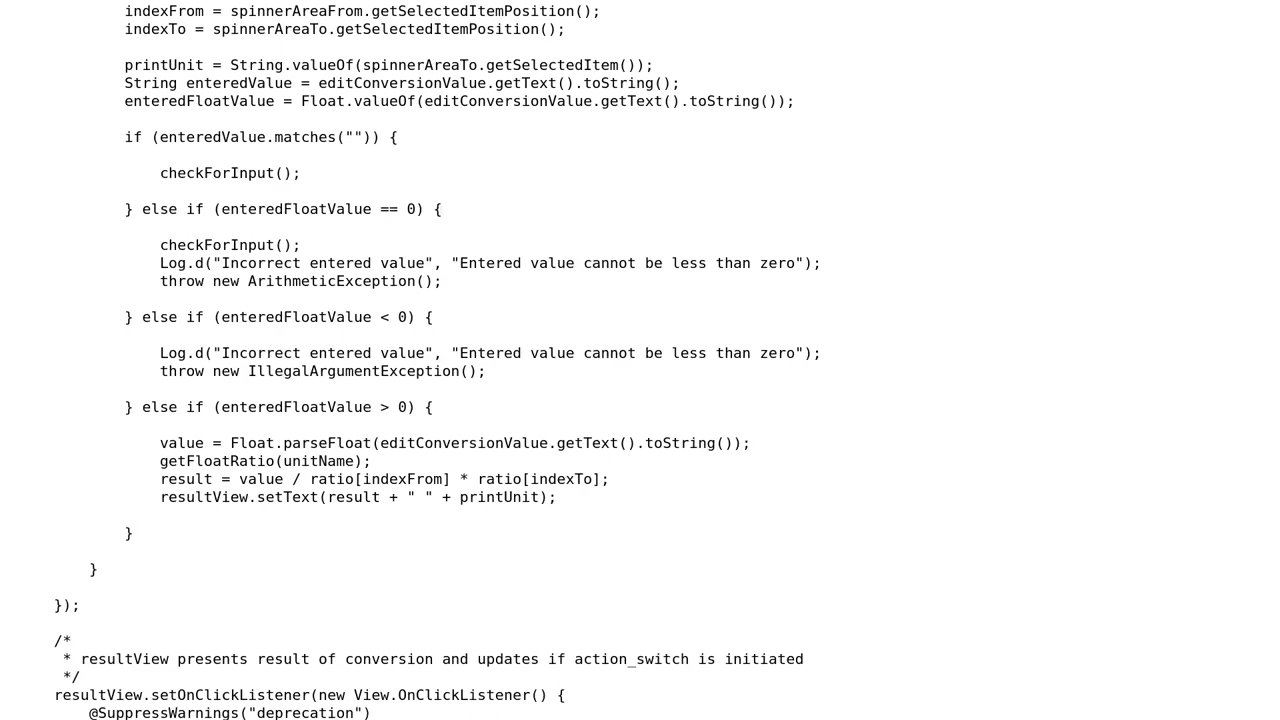 indexFrom = spinnerAreaFrom.getSelectedItemPosition();
indexTo = spinnerAreaTo.getSelectedItemPosition();
printUnit = String.valueOf(spinnerAreaTo.getSelectedItem());
String enteredValue = editConversionValue.getText().toString();
enteredFloatValue = Float.valueOf(editConversionValue.getText().toString());
if (enteredValue.matches("")) {
checkForInput();
} else if (enteredFloatValue == 0) {
checkForInput();
Log.d("Incorrect entered value", "Entered value cannot be less than zero");
throw new ArithmeticException();
} else if (enteredFloatValue < 0) {
Log.d("Incorrect entered value", "Entered value cannot be less than zero");
throw new IllegalArgumentException();
} else if (enteredFloatValue > 0) {
value = Float.parseFloat(editConversionValue.getText().toString());
getFloatRatio(unitName);
result = value / ratio[indexFrom] * ratio[indexTo];
resultView.setText(result + " " + printUnit);
}
}
});
/*
* resultView presents result of conversion and updates if action_switch is initiated
*/
resultView.setOnClickListener(new View.OnClickListener() {
@SuppressWarnings("deprecation")